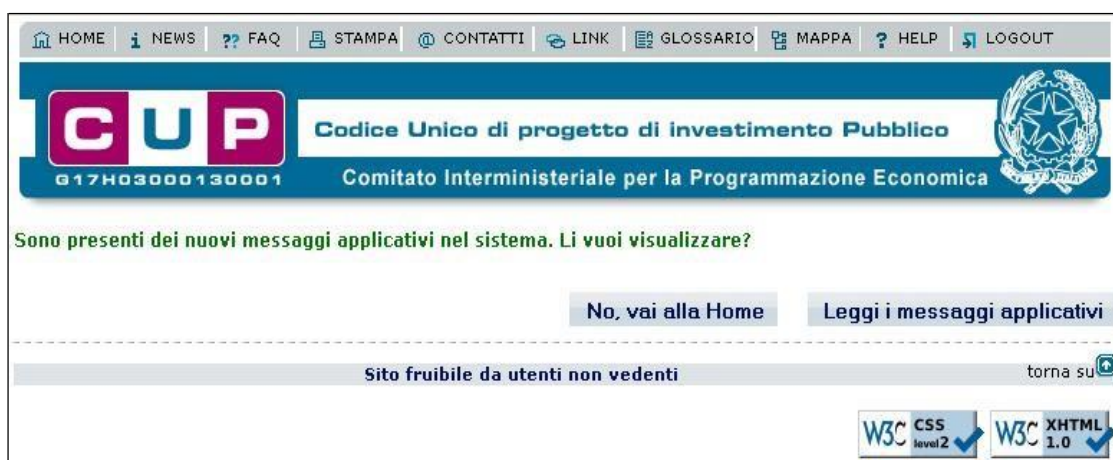 HOME i NEWS ?? FAQ STAMPA @ CONTATTI LINK GLOSSARIO MAPPA ? HELP LOGOUT
CUP
G17H03000130001
Codice Unico di progetto di investimento Pubblico
Comitato Interministeriale per la Programmazione Economica
Sono presenti dei nuovi messaggi applicativi nel sistema. Li vuoi visualizzare?
No, vai alla Home Leggi i messaggi applicativi
Sito fruibile da utenti non vedenti torna su
W3C CSS level 2 W3C XHTML 1.0